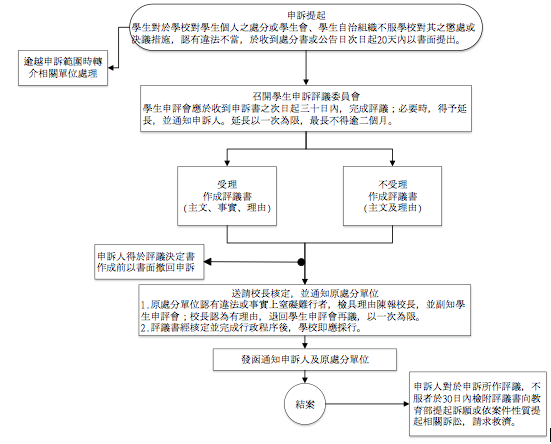 申訴提起
學生對於學校對學生個人之處分或學生會、學生自治組織不服學校對其之懲處或
決議措施，認有違法不當，於收到處分書或公告日次日起20天內以書面提出。
逾越申訴範圍時轉
介相關單位處理
召開學生申訴評議委員會
學生申評會應於收到申訴書之次日起三十日內，完成評議；必要時，得予延
長，並通知申訴人。延長以一次為限，最長不得逾二個月。
受理
作成評議書
(主文、事實、理由)
不受理
作成評議書
(主文及理由)
申訴人得於評議決定書
作成前以書面撤回申訴
送請校長核定，並通知原處分單位
1.原處分單位認有違法或事實上窒礙難行者，檢具理由陳報校長，並副知學
生申評會；校長認為有理由，退回學生申評會再議，以一次為限。
2.評議書經核定並完成行政程序後，學校即應採行。
發函通知申訴人及原處分單位
結案
申訴人對於申訴所作評議，不
服者於30日內檢附評議書向教
育部提起訴願或依案件性質提
起相關訴訟，請求救濟。